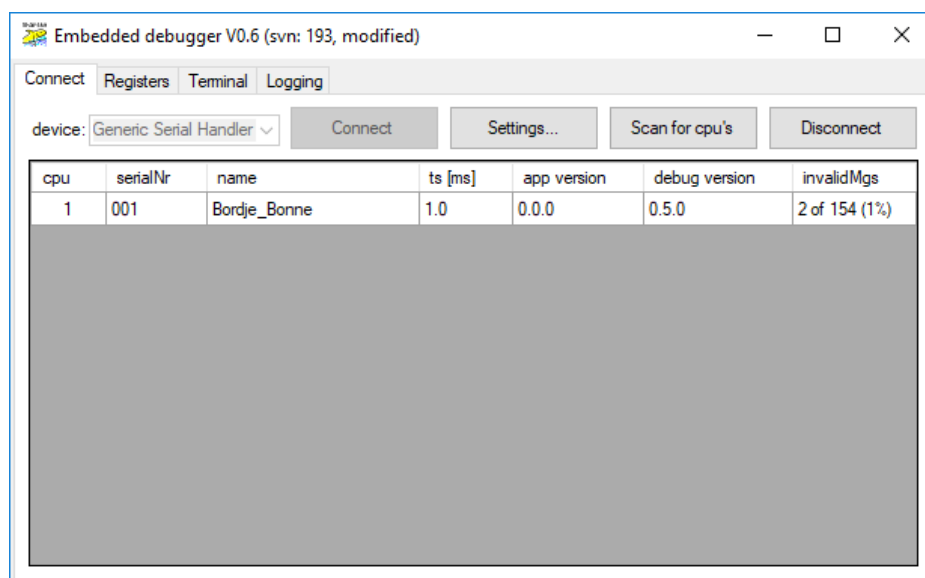 Embedded debugger V0.6 (svn: 193, modified)
Connect Registers Terminal Logging
device: Generic Serial Handler Connect Settings... Scan for cpu's Disconnect
cpu serialNr name ts [ms] app version debug version invalidMgs
1 001 Bordje_Bonne 1.0 0.0.0 0.5.0 2 of 154 (1%)